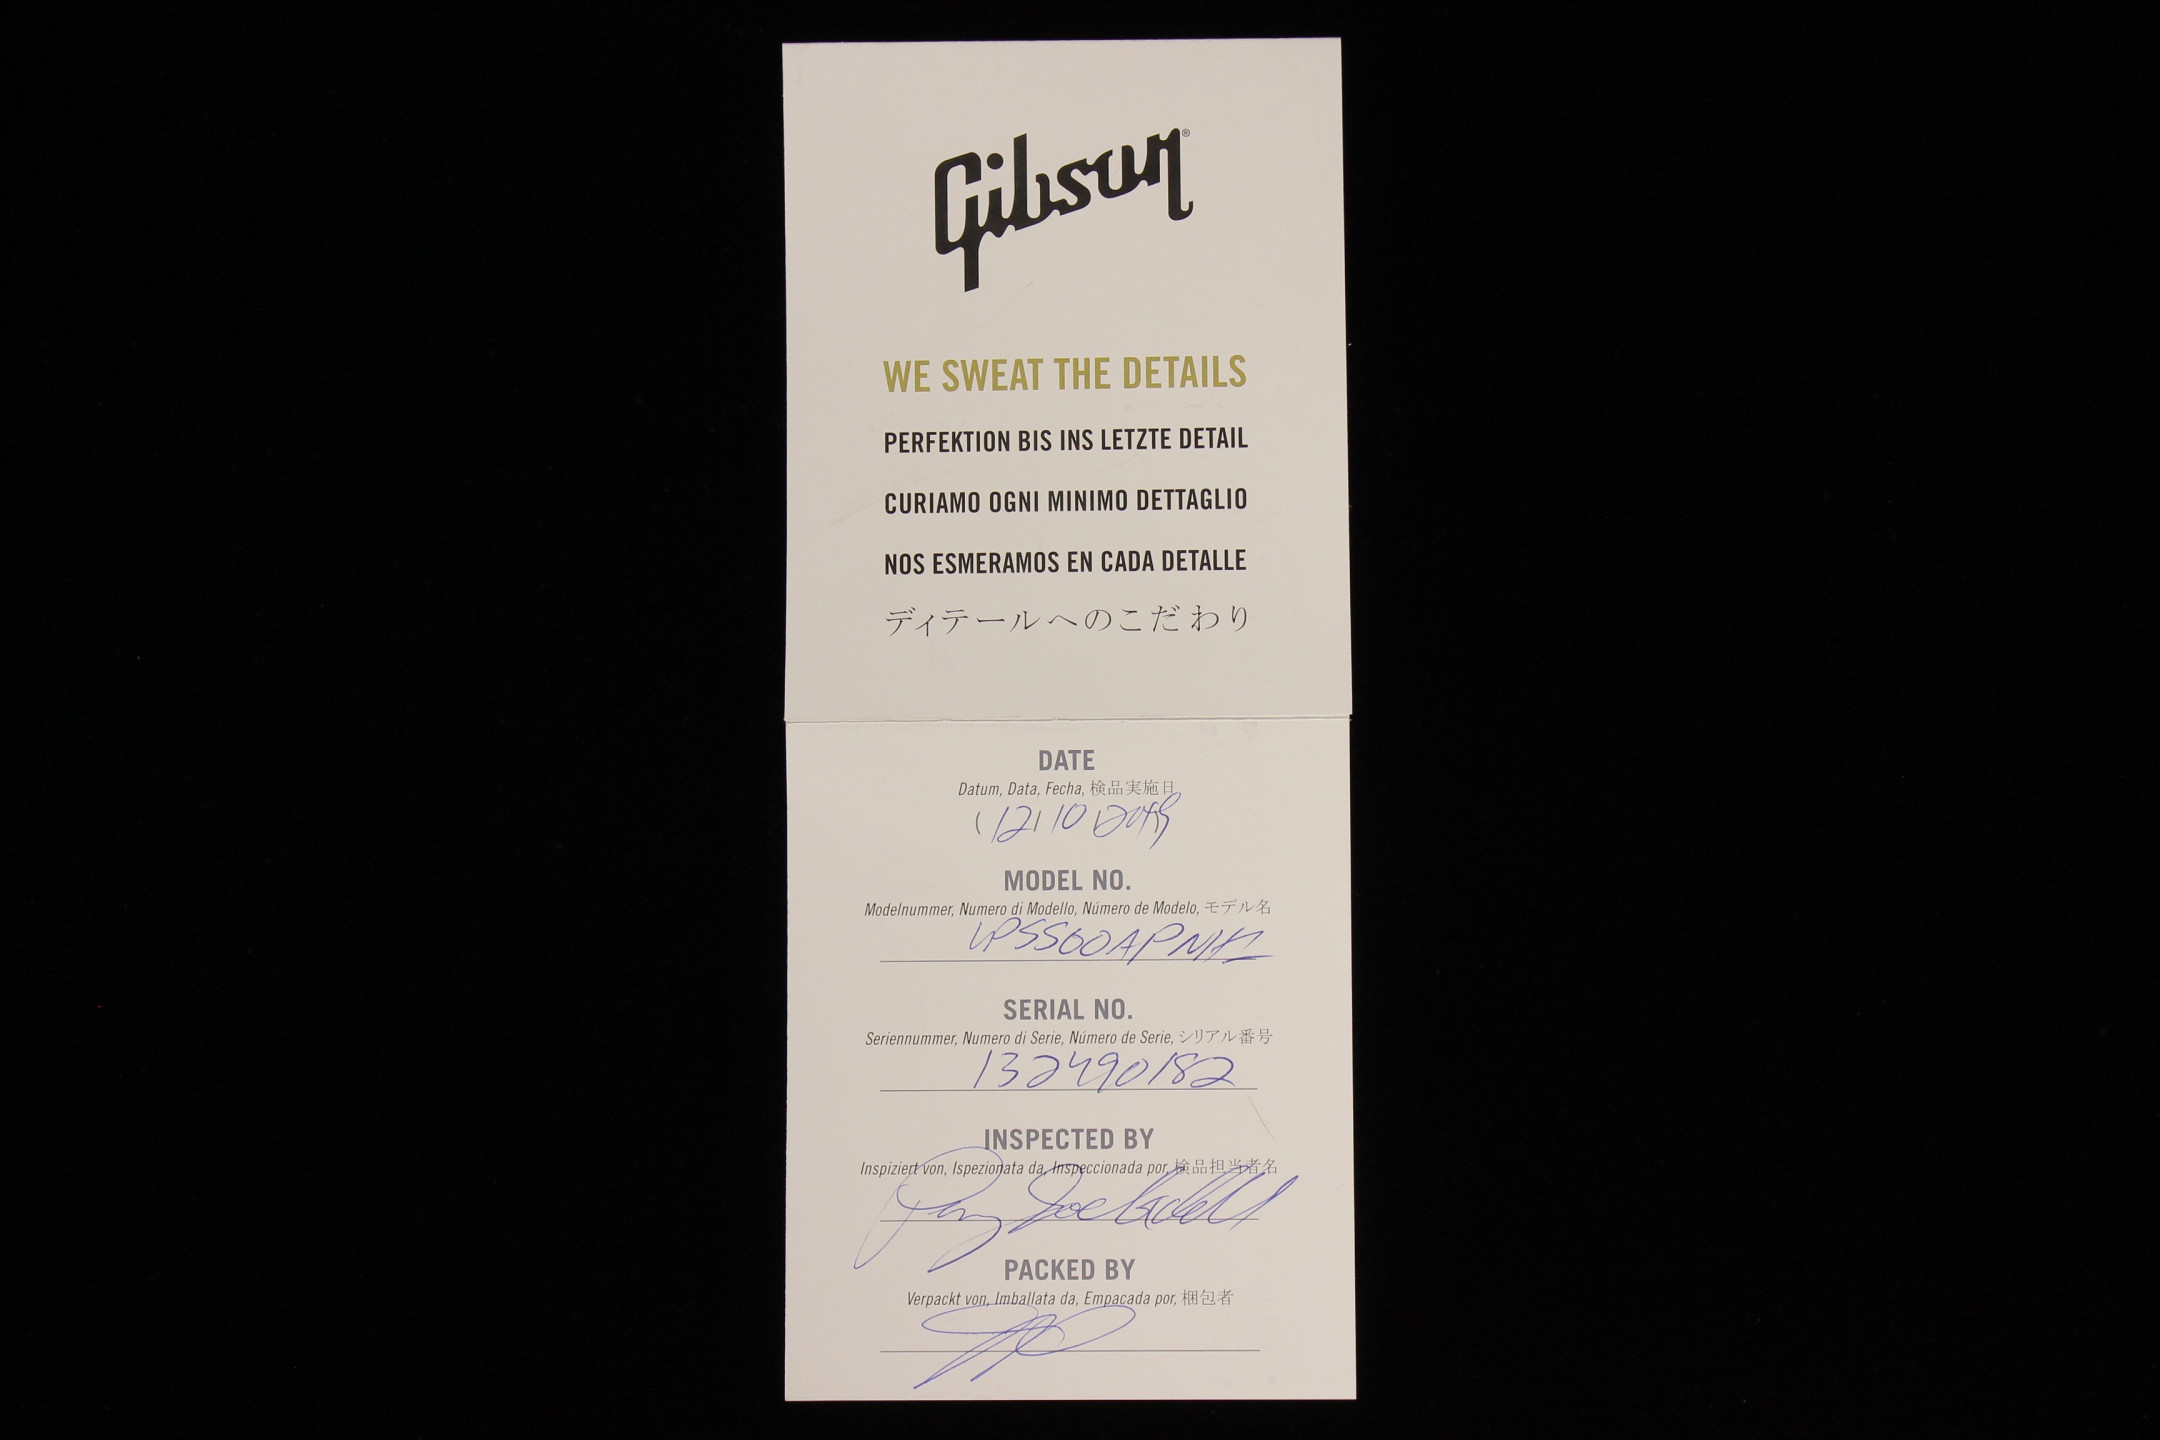 Gibson®
WE SWEAT THE DETAILS
PERFEKTION BIS INS LETZTE DETAIL
CURIAMO OGNI MINIMO DETTAGLIO
NOS ESMERAMOS EN CADA DETALLE
ディテールへのこだわり
DATE
Datum, Data, Fecha, 検品実施日
12 10 2019
MODEL NO.
Modelnummer, Numero di Modello, Número de Modelo, モデル名
LPSS00APNH1
SERIAL NO.
Seriennummer, Numero di Serie, Número de Serie, シリアル番号
132490182
INSPECTED BY
Inspiziert von, Ispezionata da, Inspeccionada por, 検品担当者名
PACKED BY
Verpackt von, Imballata da, Empacada por, 梱包者